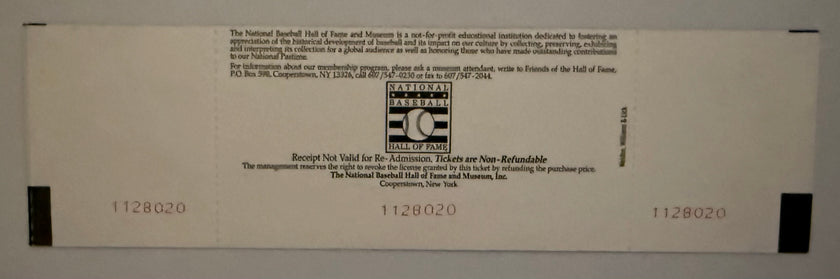 The National Baseball Hall of Fame and Museum is a not-for-profit educational institution dedicated to fostering an
appreciation of the historical development of baseball and its impact on our culture by collecting, preserving, exhibiting
and interpreting its collection for a global audience as well as honoring those who have made outstanding contributions
to our National Pastime.
For information about our membership program, please ask a museum attendant, write to Friends of the Hall of Fame,
P.O. Box 590, Cooperstown, NY 13326, call 607/547-0230 or fax to 607/547-2044.
NATIONAL
BASEBALL
HALL OF FAME
Receipt Not Valid for Re-Admission. Tickets are Non-Refundable
The management reserves the right to revoke the license granted by this ticket by refunding the purchase price.
The National Baseball Hall of Fame and Museum, Inc.
Cooperstown, New York
Weldon, Williams & Lick
1128020
1128020
1128020